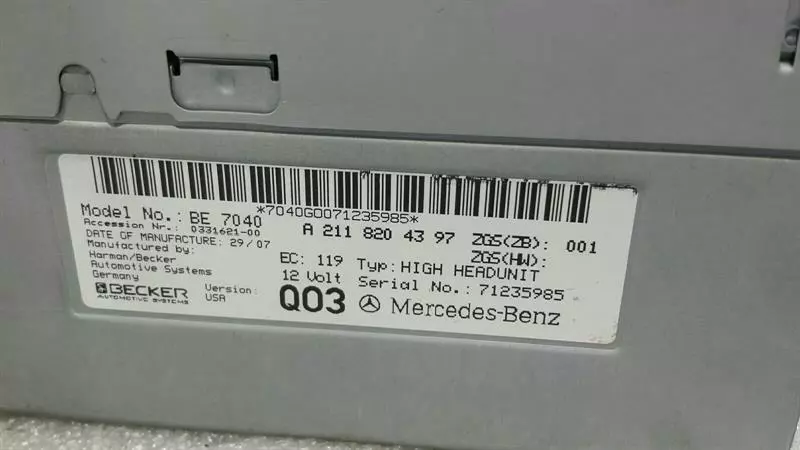 *7040G0071235985*
Model No.: BE 7040
Accession Nr.: 0331621-00
DATE OF MANUFACTURE: 29/07
Manufactured by:
Harman/Becker
Automotive Systems
Germany
BECKER
AUTOMOTIVE SYSTEMS
Version:
USA
A 211 820 43 97 ZGS(ZB): 001
ZGS(HW):
EC: 119 Typ: HIGH HEADUNIT
12 Volt Serial No.: 71235985
Q03 Mercedes-Benz